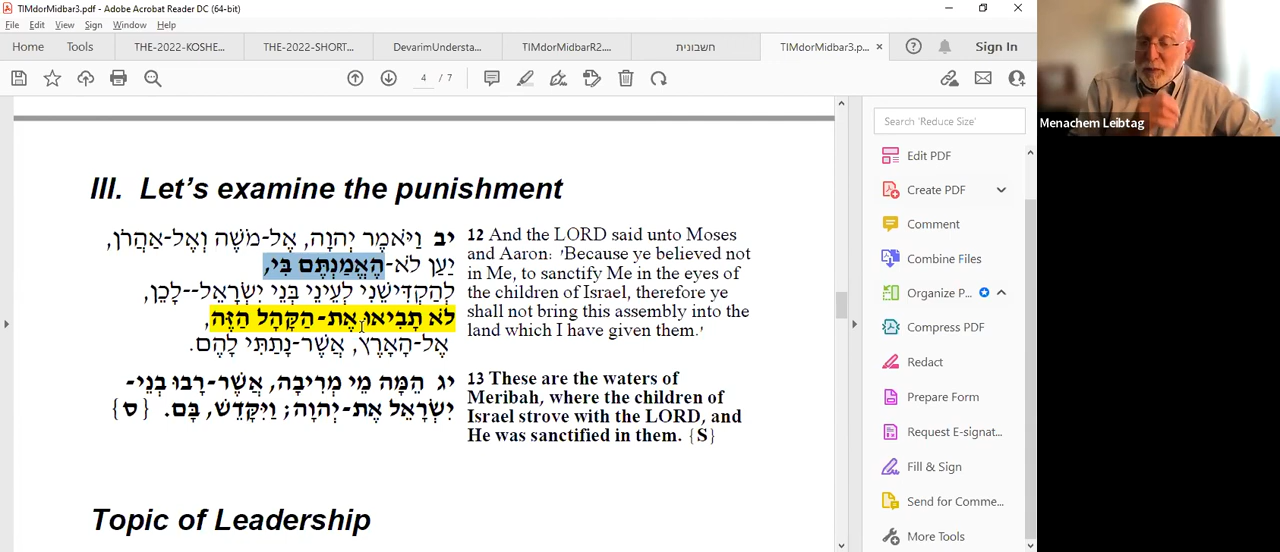 TIMdorMidbar3.pdf - Adobe Acrobat Reader DC (64-bit)
File Edit View Sign Window Help
Home Tools THE-2022-KOSHE... THE-2022-SHORT... DevarimUndersta... TIMdorMidbarR2.... חשבונית TIMdorMidbar3.p... × Sign In
4 / 7
Menachem Leibtag
III. Let's examine the punishment
יב וַיֹּאמֶר יְהוָה, אֶל-מֹשֶׁה וְאֶל-אַהֲרֹן,
יַעַן לֹא-הֶאֱמַנְתֶּם בִּי,
לְהַקְדִּישֵׁנִי לְעֵינֵי בְּנֵי יִשְׂרָאֵל--לָכֵן,
לֹא תָבִיאוּ אֶת-הַקָּהָל הַזֶּה,
אֶל-הָאָרֶץ, אֲשֶׁר-נָתַתִּי לָהֶם.
12 And the LORD said unto Moses
and Aaron: 'Because ye believed not
in Me, to sanctify Me in the eyes of
the children of Israel, therefore ye
shall not bring this assembly into the
land which I have given them.'
יג הֵמָּה מֵי מְרִיבָה, אֲשֶׁר-רָבוּ בְנֵי-
יִשְׂרָאֵל אֶת-יְהוָה; וַיִּקָּדֵשׁ, בָּם. {ס}
13 These are the waters of
Meribah, where the children of
Israel strove with the LORD, and
He was sanctified in them. {S}
Topic of Leadership
Search 'Reduce Size'
Edit PDF
Create PDF
Comment
Combine Files
Organize P...
Compress PDF
Redact
Prepare Form
Request E-signat...
Fill & Sign
Send for Comme...
More Tools